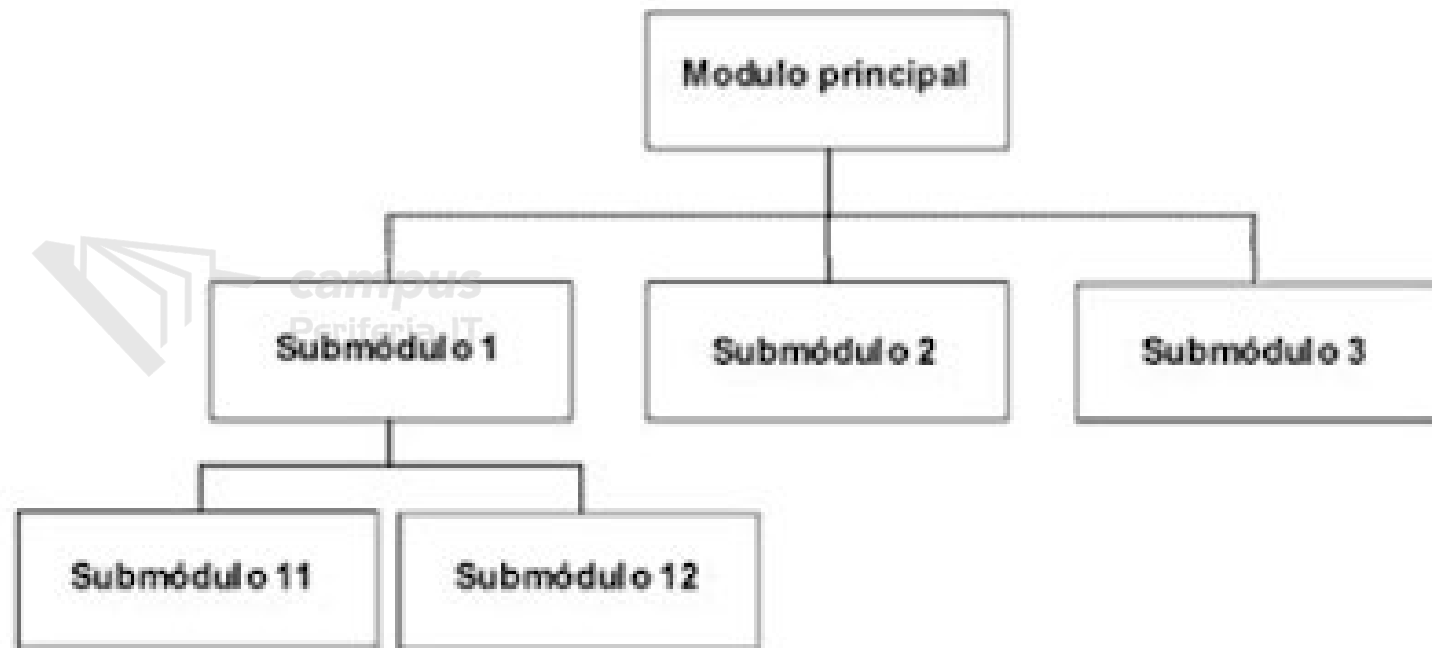 Modulo principal
campus
Periferia IT
Submódulo 1
Submódulo 2
Submódulo 3
Submódulo 11
Submódulo 12